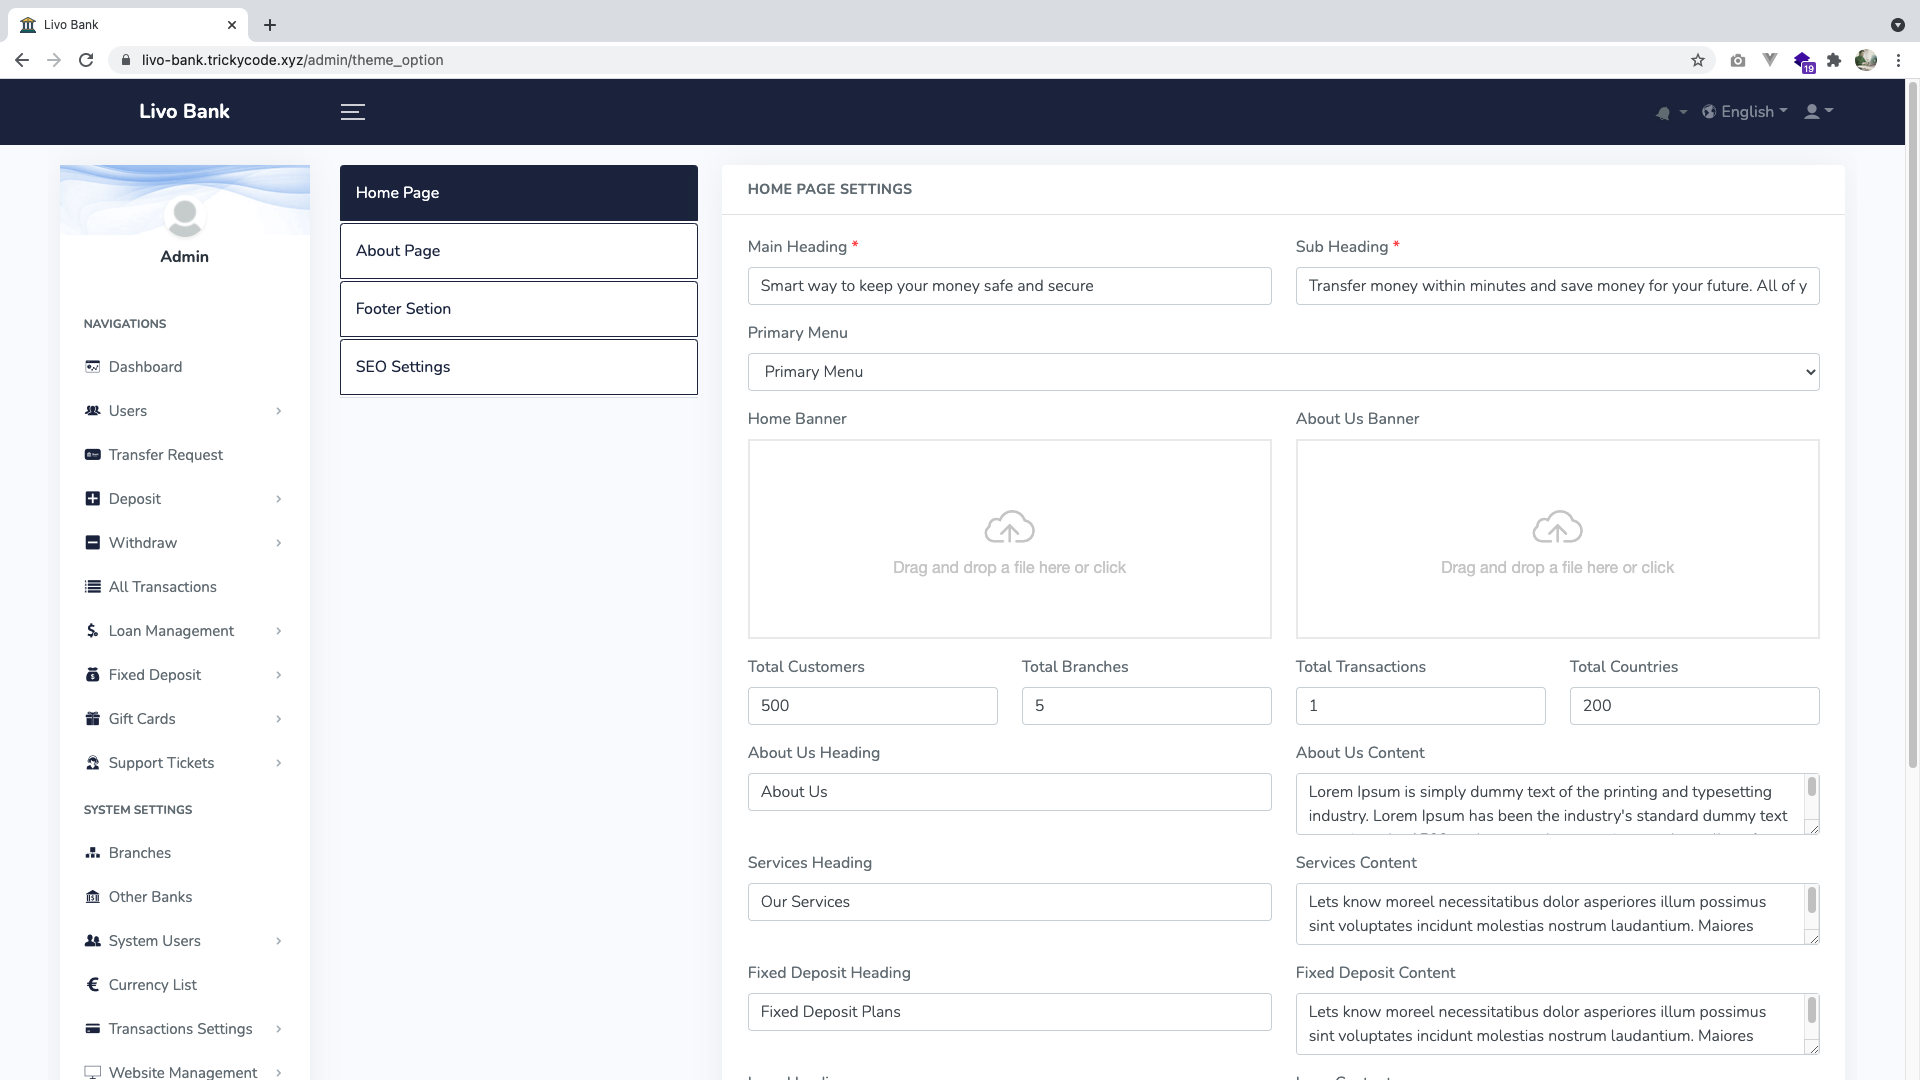 Livo Bank
livo-bank.trickycode.xyz/admin/theme_option
19
Livo Bank
English
Admin
NAVIGATIONS
Dashboard
Users
Transfer Request
Deposit
Withdraw
All Transactions
Loan Management
Fixed Deposit
Gift Cards
Support Tickets
SYSTEM SETTINGS
Branches
Other Banks
System Users
Currency List
Transactions Settings
Website Management
Home Page
About Page
Footer Setion
SEO Settings
HOME PAGE SETTINGS
Main Heading *
Sub Heading *
Smart way to keep your money safe and secure
Transfer money within minutes and save money for your future. All of y
Primary Menu
Primary Menu
Home Banner
About Us Banner
Drag and drop a file here or click
Drag and drop a file here or click
Total Customers
Total Branches
Total Transactions
Total Countries
500
5
1
200
About Us Heading
About Us Content
About Us
Lorem Ipsum is simply dummy text of the printing and typesetting
industry. Lorem Ipsum has been the industry's standard dummy text
Services Heading
Services Content
Our Services
Lets know moreel necessitatibus dolor asperiores illum possimus
sint voluptates incidunt molestias nostrum laudantium. Maiores
Fixed Deposit Heading
Fixed Deposit Content
Fixed Deposit Plans
Lets know moreel necessitatibus dolor asperiores illum possimus
sint voluptates incidunt molestias nostrum laudantium. Maiores